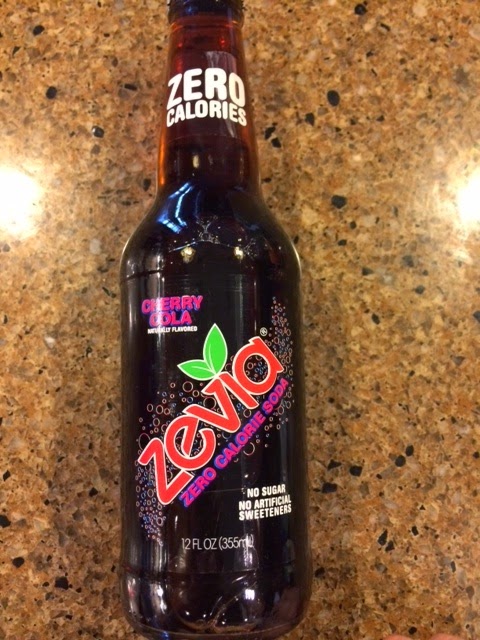 ZERO
CALORIES
CHERRY
COLA
NATURALLY FLAVORED
zevia®
ZERO CALORIE SODA
NO SUGAR
NO ARTIFICIAL
SWEETENERS
12 FL OZ (355mL)